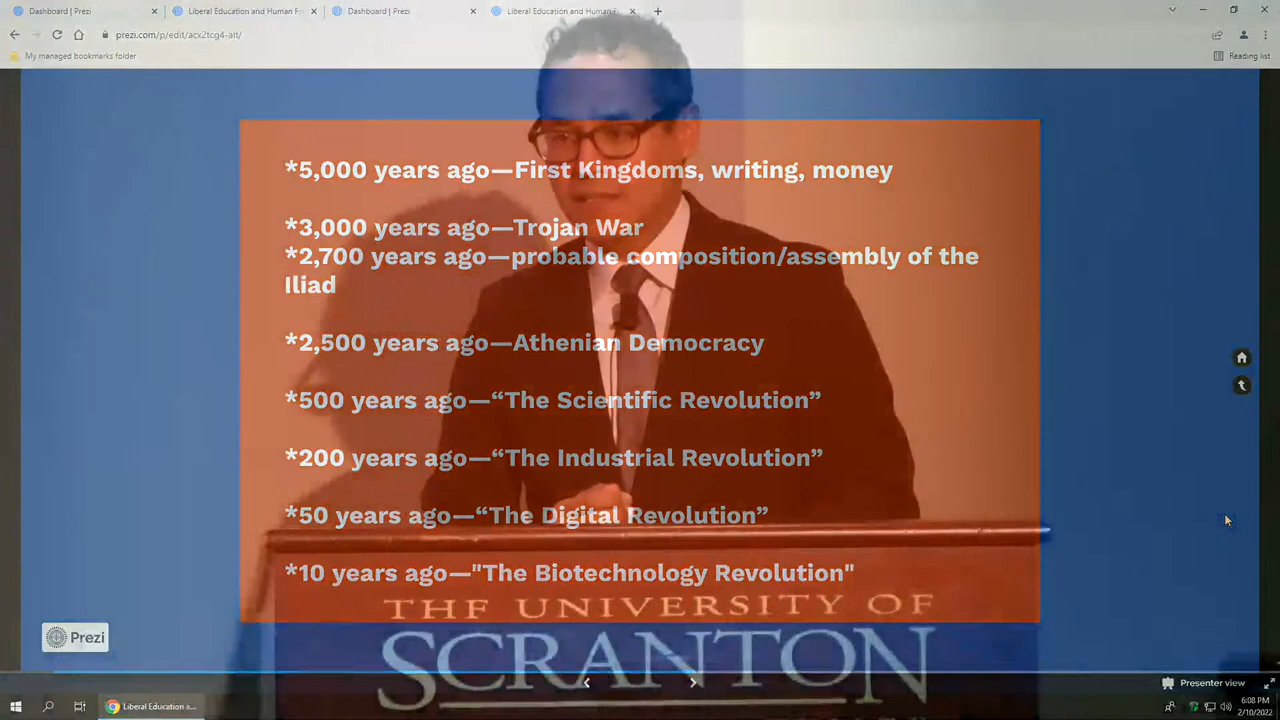 Dashboard | Prezi
Liberal Education and Human F
Dashboard | Prezi
Liberal Education and Human F
prezi.com/p/edit/acx2tcg4-alt/
My managed bookmarks folder
Reading list
*5,000 years ago—First Kingdoms, writing, money
*3,000 years ago—Trojan War
*2,700 years ago—probable composition/assembly of the
Iliad
*2,500 years ago—Athenian Democracy
*500 years ago—“The Scientific Revolution”
*200 years ago—“The Industrial Revolution”
*50 years ago—“The Digital Revolution”
*10 years ago—"The Biotechnology Revolution"
THE UNIVERSITY OF
SCRANTON
Prezi
Presenter view
Liberal Education a...
6:08 PM
2/10/2022